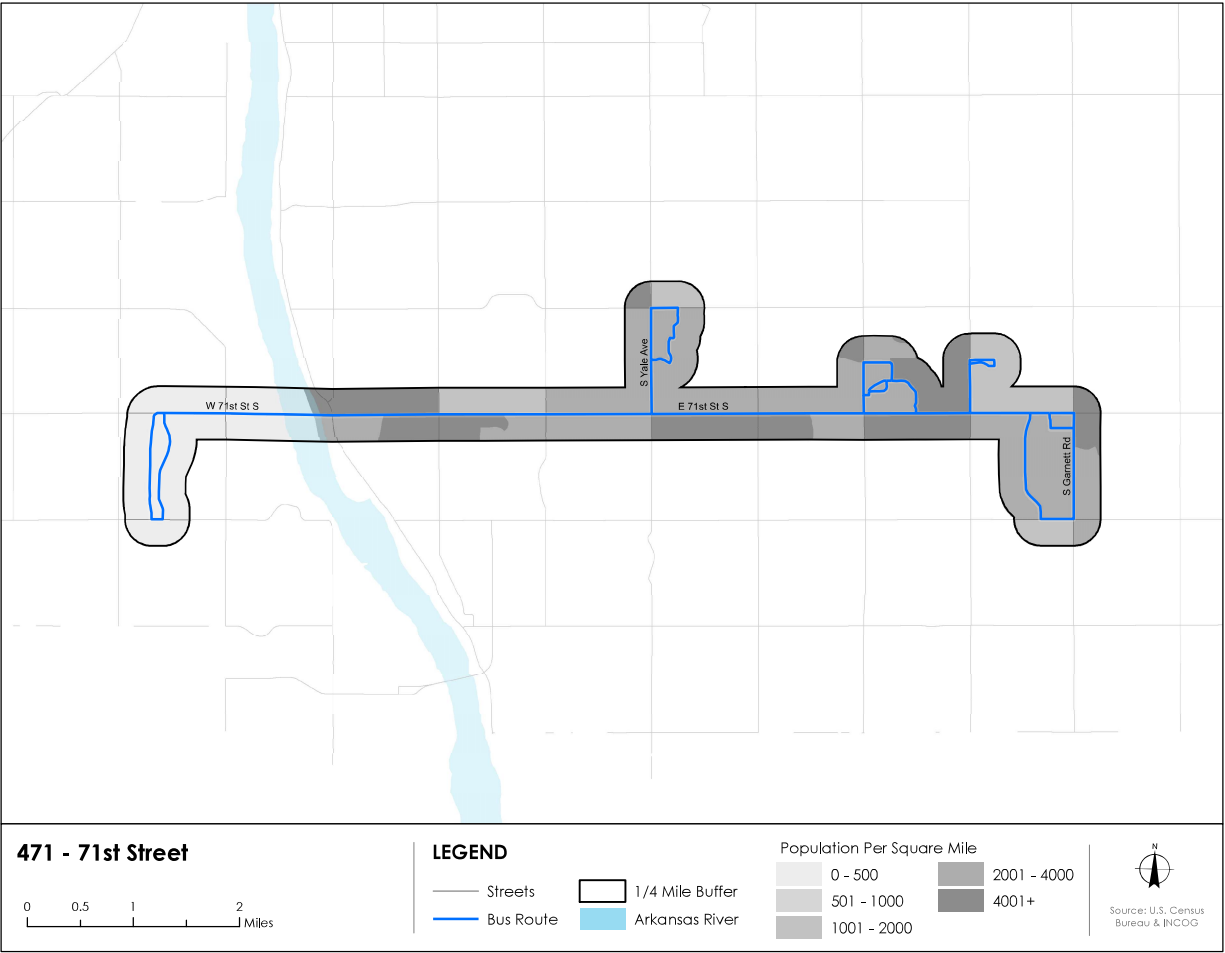 S Yale Ave
W 71st St S
E 71st St S
S Garnett Rd
471 - 71st Street
0 0.5 1 2
Miles
LEGEND
Streets
Bus Route
1/4 Mile Buffer
Arkansas River
Population Per Square Mile
0 - 500
501 - 1000
1001 - 2000
2001 - 4000
4001+
N
Source: U.S. Census
Bureau & INCOG